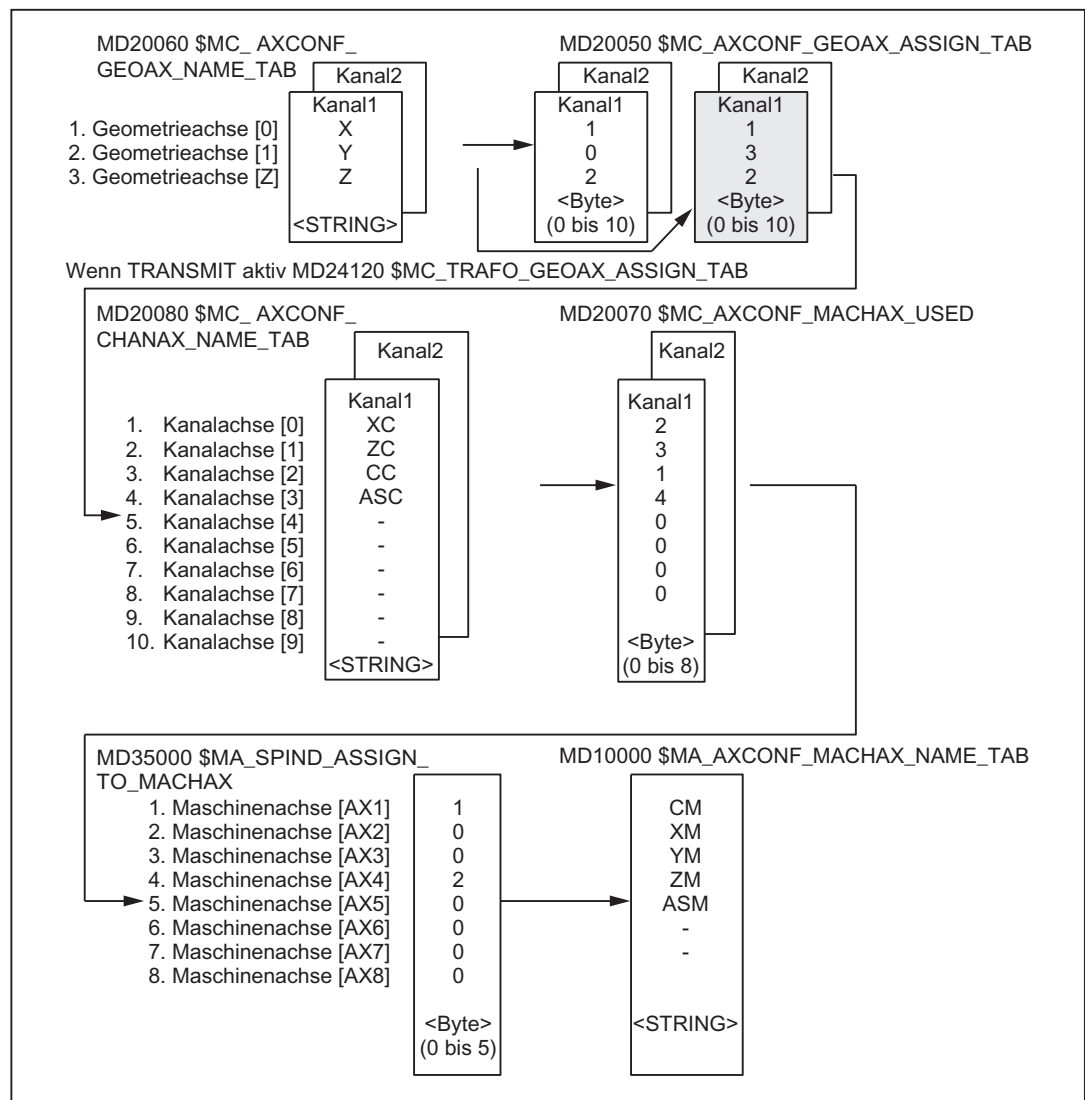 MD20060 $MC_ AXCONF_
GEOAX_NAME_TAB
MD20050 $MC_AXCONF_GEOAX_ASSIGN_TAB
Kanal2
Kanal2
Kanal2
Kanal1
Kanal1
Kanal1
1. Geometrieachse [0] X 1 1
2. Geometrieachse [1] Y 0 3
3. Geometrieachse [Z] Z 2 2
<STRING>
<Byte>
(0 bis 10)
<Byte>
(0 bis 10)
Wenn TRANSMIT aktiv MD24120 $MC_TRAFO_GEOAX_ASSIGN_TAB
MD20080 $MC_ AXCONF_
CHANAX_NAME_TAB
MD20070 $MC_AXCONF_MACHAX_USED
Kanal2
Kanal2
Kanal1
Kanal1
1. Kanalachse [0] XC 2
2. Kanalachse [1] ZC 3
3. Kanalachse [2] CC 1
4. Kanalachse [3] ASC 4
5. Kanalachse [4] - 0
6. Kanalachse [5] - 0
7. Kanalachse [6] - 0
8. Kanalachse [7] - 0
9. Kanalachse [8] -
10. Kanalachse [9] -
<STRING>
<Byte>
(0 bis 8)
MD35000 $MA_SPIND_ASSIGN_
TO_MACHAX
MD10000 $MA_AXCONF_MACHAX_NAME_TAB
1. Maschinenachse [AX1] 1 CM
2. Maschinenachse [AX2] 0 XM
3. Maschinenachse [AX3] 0 YM
4. Maschinenachse [AX4] 2 ZM
5. Maschinenachse [AX5] 0 ASM
6. Maschinenachse [AX6] 0 -
7. Maschinenachse [AX7] 0 -
8. Maschinenachse [AX8] 0
<Byte>
(0 bis 5)
<STRING>